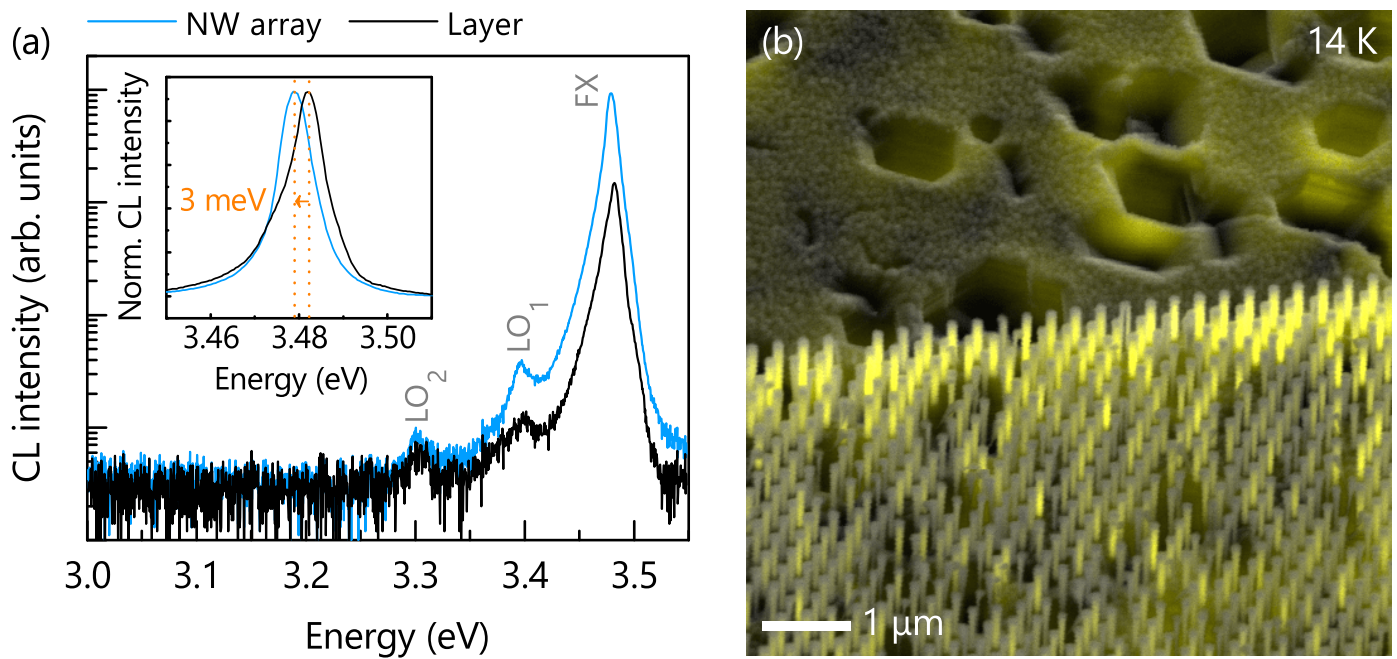 NW array Layer
(a)
CL intensity (arb. units)
Norm. CL intensity
3 meV
3.46 3.48 3.50
Energy (eV)
FX
LO1
LO2
3.0 3.1 3.2 3.3 3.4 3.5
Energy (eV)
(b) 14 K
1 µm